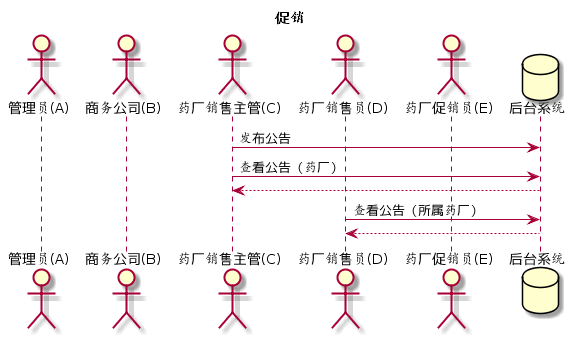 促销
管理员(A) 商务公司(B) 药厂销售主管(C) 药厂销售员(D) 药厂促销员(E) 后台系统
发布公告
查看公告（药厂）
查看公告（所属药厂）
管理员(A) 商务公司(B) 药厂销售主管(C) 药厂销售员(D) 药厂促销员(E) 后台系统